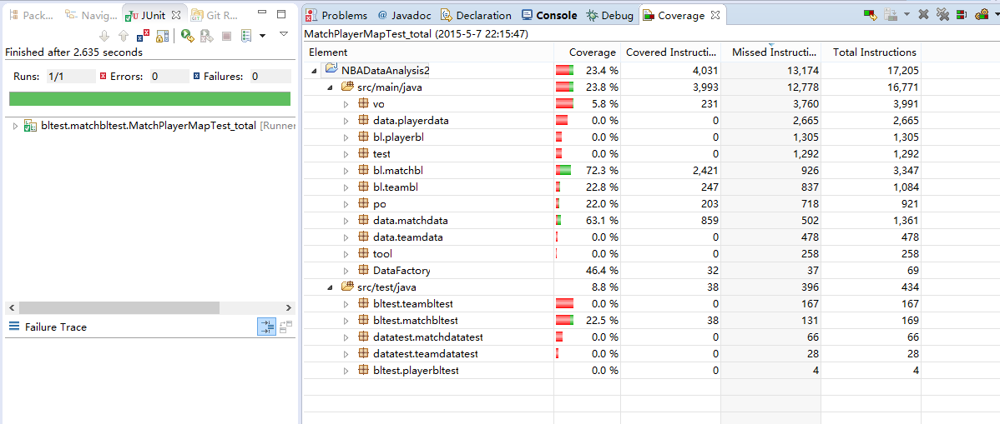 Pack... Navig... JUnit Git R...
Finished after 2.635 seconds
Runs: 1/1 Errors: 0 Failures: 0
bltest.matchbltest.MatchPlayerMapTest_total [Runner
Failure Trace
Problems @ Javadoc Declaration Console Debug Coverage
MatchPlayerMapTest_total (2015-5-7 22:15:47)
Element Coverage Covered Instructi... Missed Instructi... Total Instructions
NBADataAnalysis2 23.4 % 4,031 13,174 17,205
src/main/java 23.8 % 3,993 12,778 16,771
vo 5.8 % 231 3,760 3,991
data.playerdata 0.0 % 0 2,665 2,665
bl.playerbl 0.0 % 0 1,305 1,305
test 0.0 % 0 1,292 1,292
bl.matchbl 72.3 % 2,421 926 3,347
bl.teambl 22.8 % 247 837 1,084
po 22.0 % 203 718 921
data.matchdata 63.1 % 859 502 1,361
data.teamdata 0.0 % 0 478 478
tool 0.0 % 0 258 258
DataFactory 46.4 % 32 37 69
src/test/java 8.8 % 38 396 434
bltest.teambltest 0.0 % 0 167 167
bltest.matchbltest 22.5 % 38 131 169
datatest.matchdatatest 0.0 % 0 66 66
datatest.teamdatatest 0.0 % 0 28 28
bltest.playerbltest 0.0 % 0 4 4